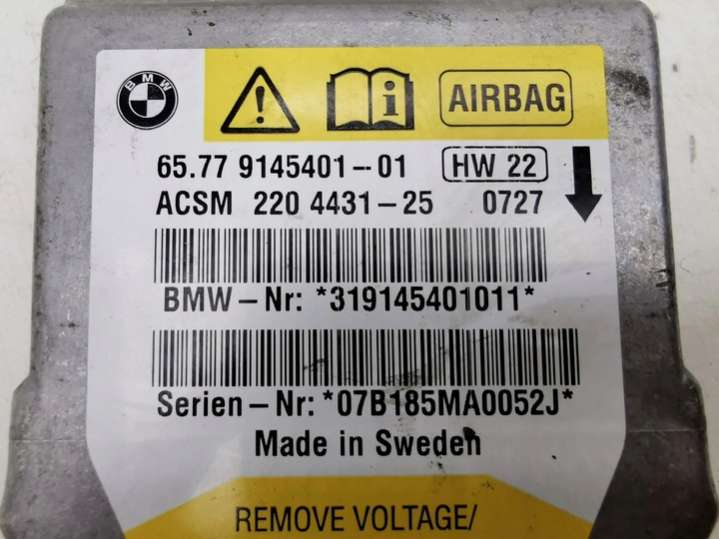 BMW
AIRBAG
65.77 9145401-01 HW 22
ACSM 220 4431-25 0727
BMW-Nr: *319145401011*
Serien-Nr: *07B185MA0052J*
Made in Sweden
REMOVE VOLTAGE/